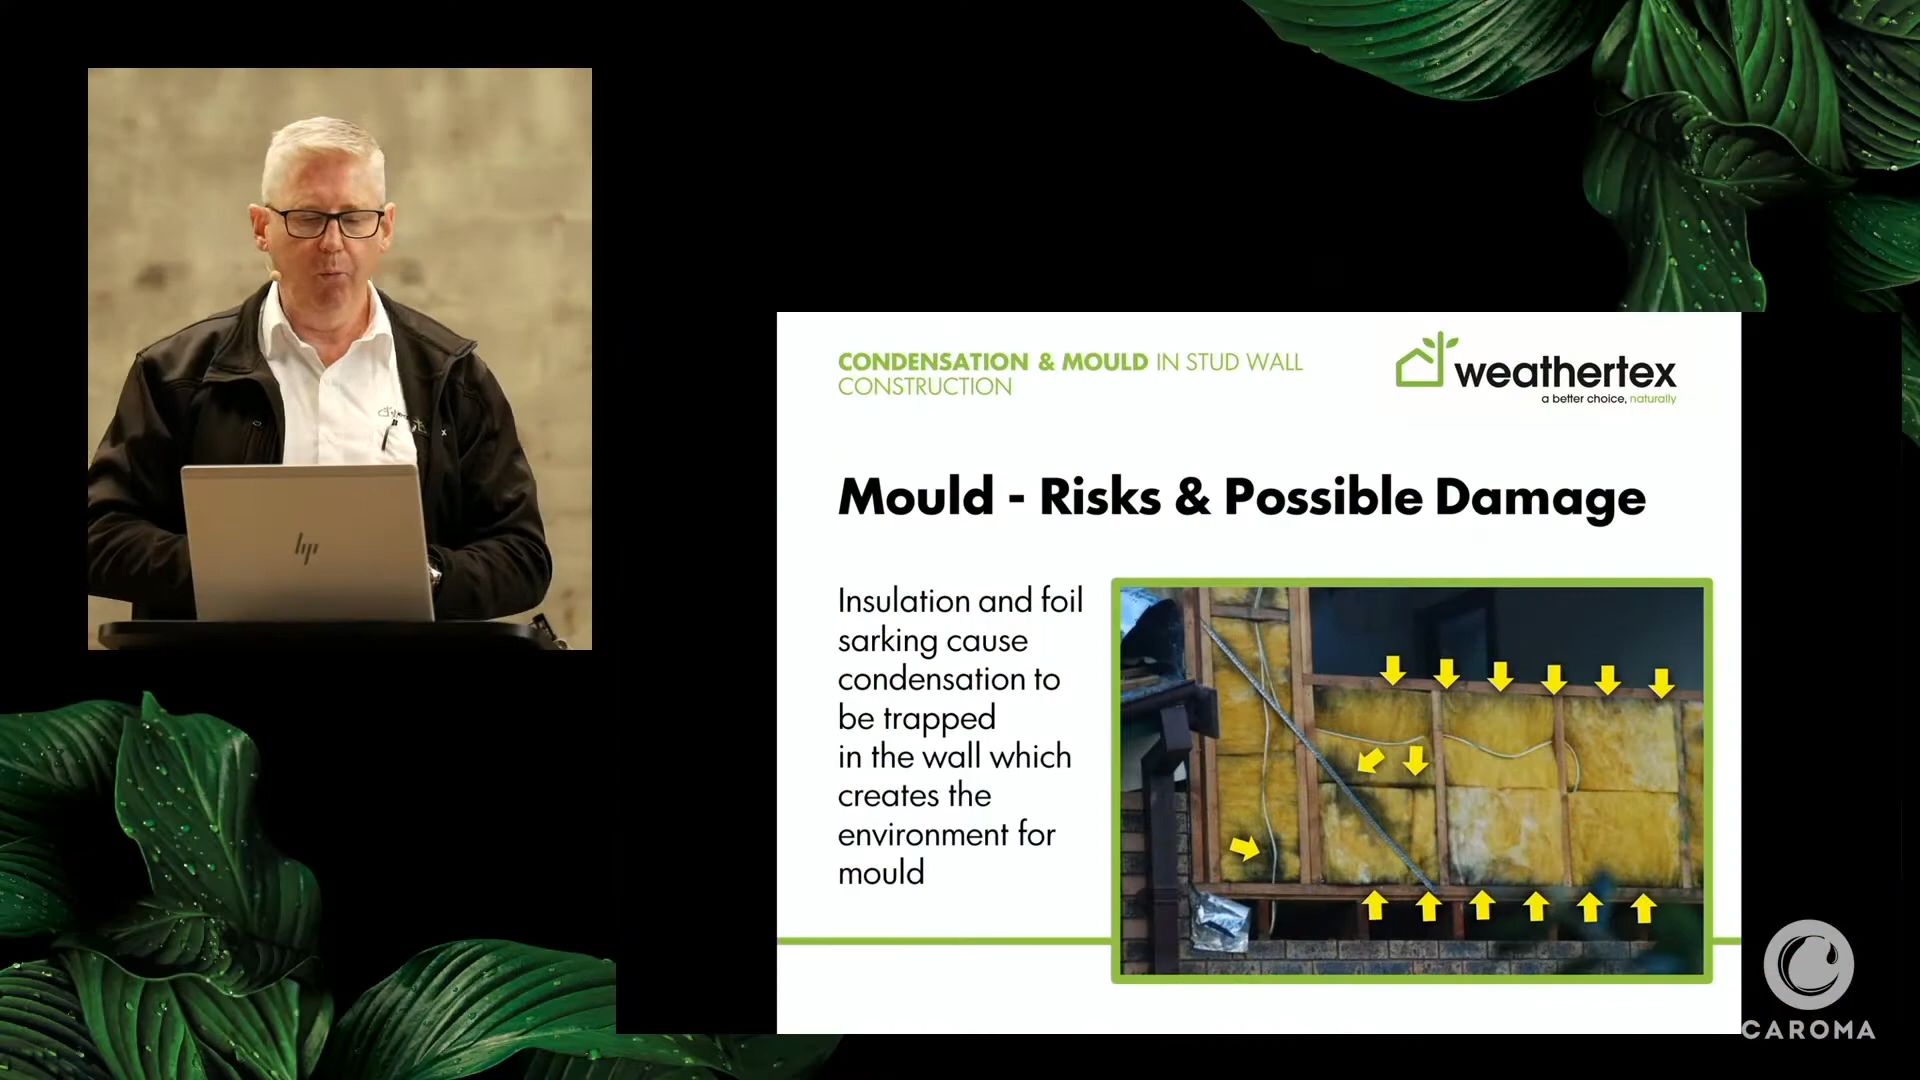 CONDENSATION & MOULD IN STUD WALL
CONSTRUCTION
weathertex
a better choice, naturally
Mould - Risks & Possible Damage
Insulation and foil
sarking cause
condensation to
be trapped
in the wall which
creates the
environment for
mould
hp
CAROMA